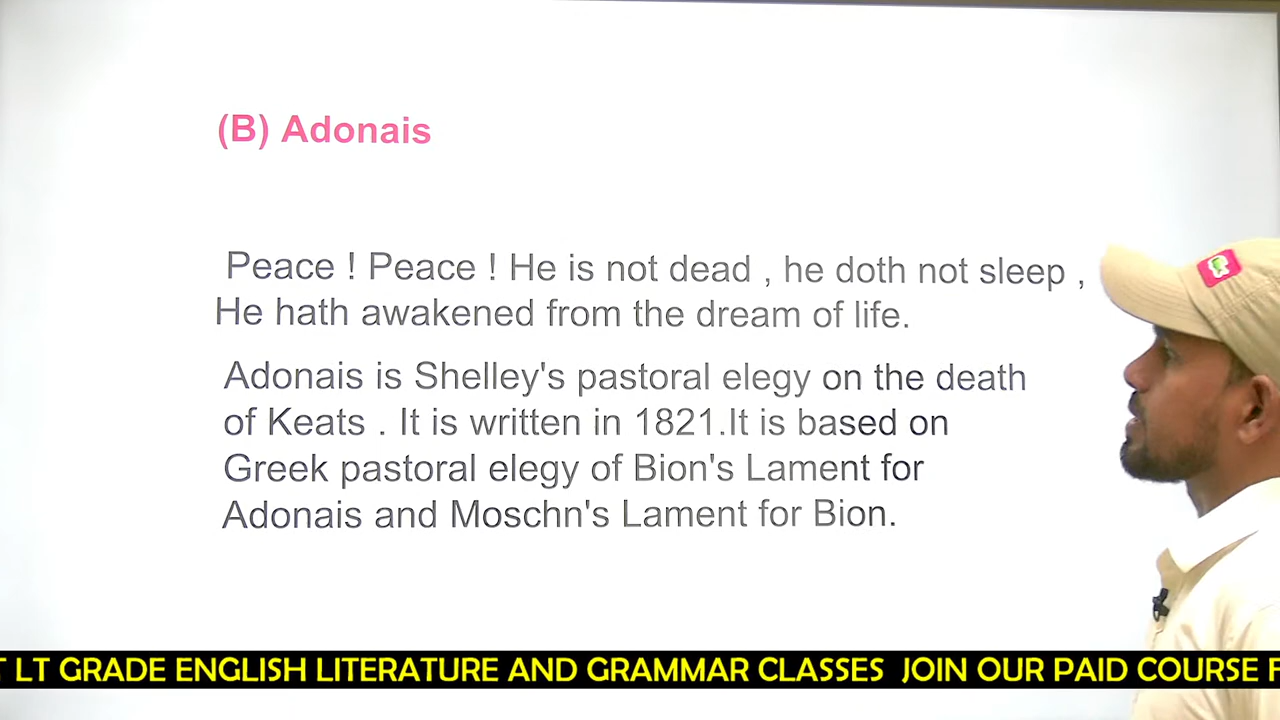 (B) Adonais
Peace ! Peace ! He is not dead , he doth not sleep ,
He hath awakened from the dream of life.
Adonais is Shelley's pastoral elegy on the death
of Keats . It is written in 1821.It is based on
Greek pastoral elegy of Bion's Lament for
Adonais and Moschn's Lament for Bion.
T LT GRADE ENGLISH LITERATURE AND GRAMMAR CLASSES JOIN OUR PAID COURSE F